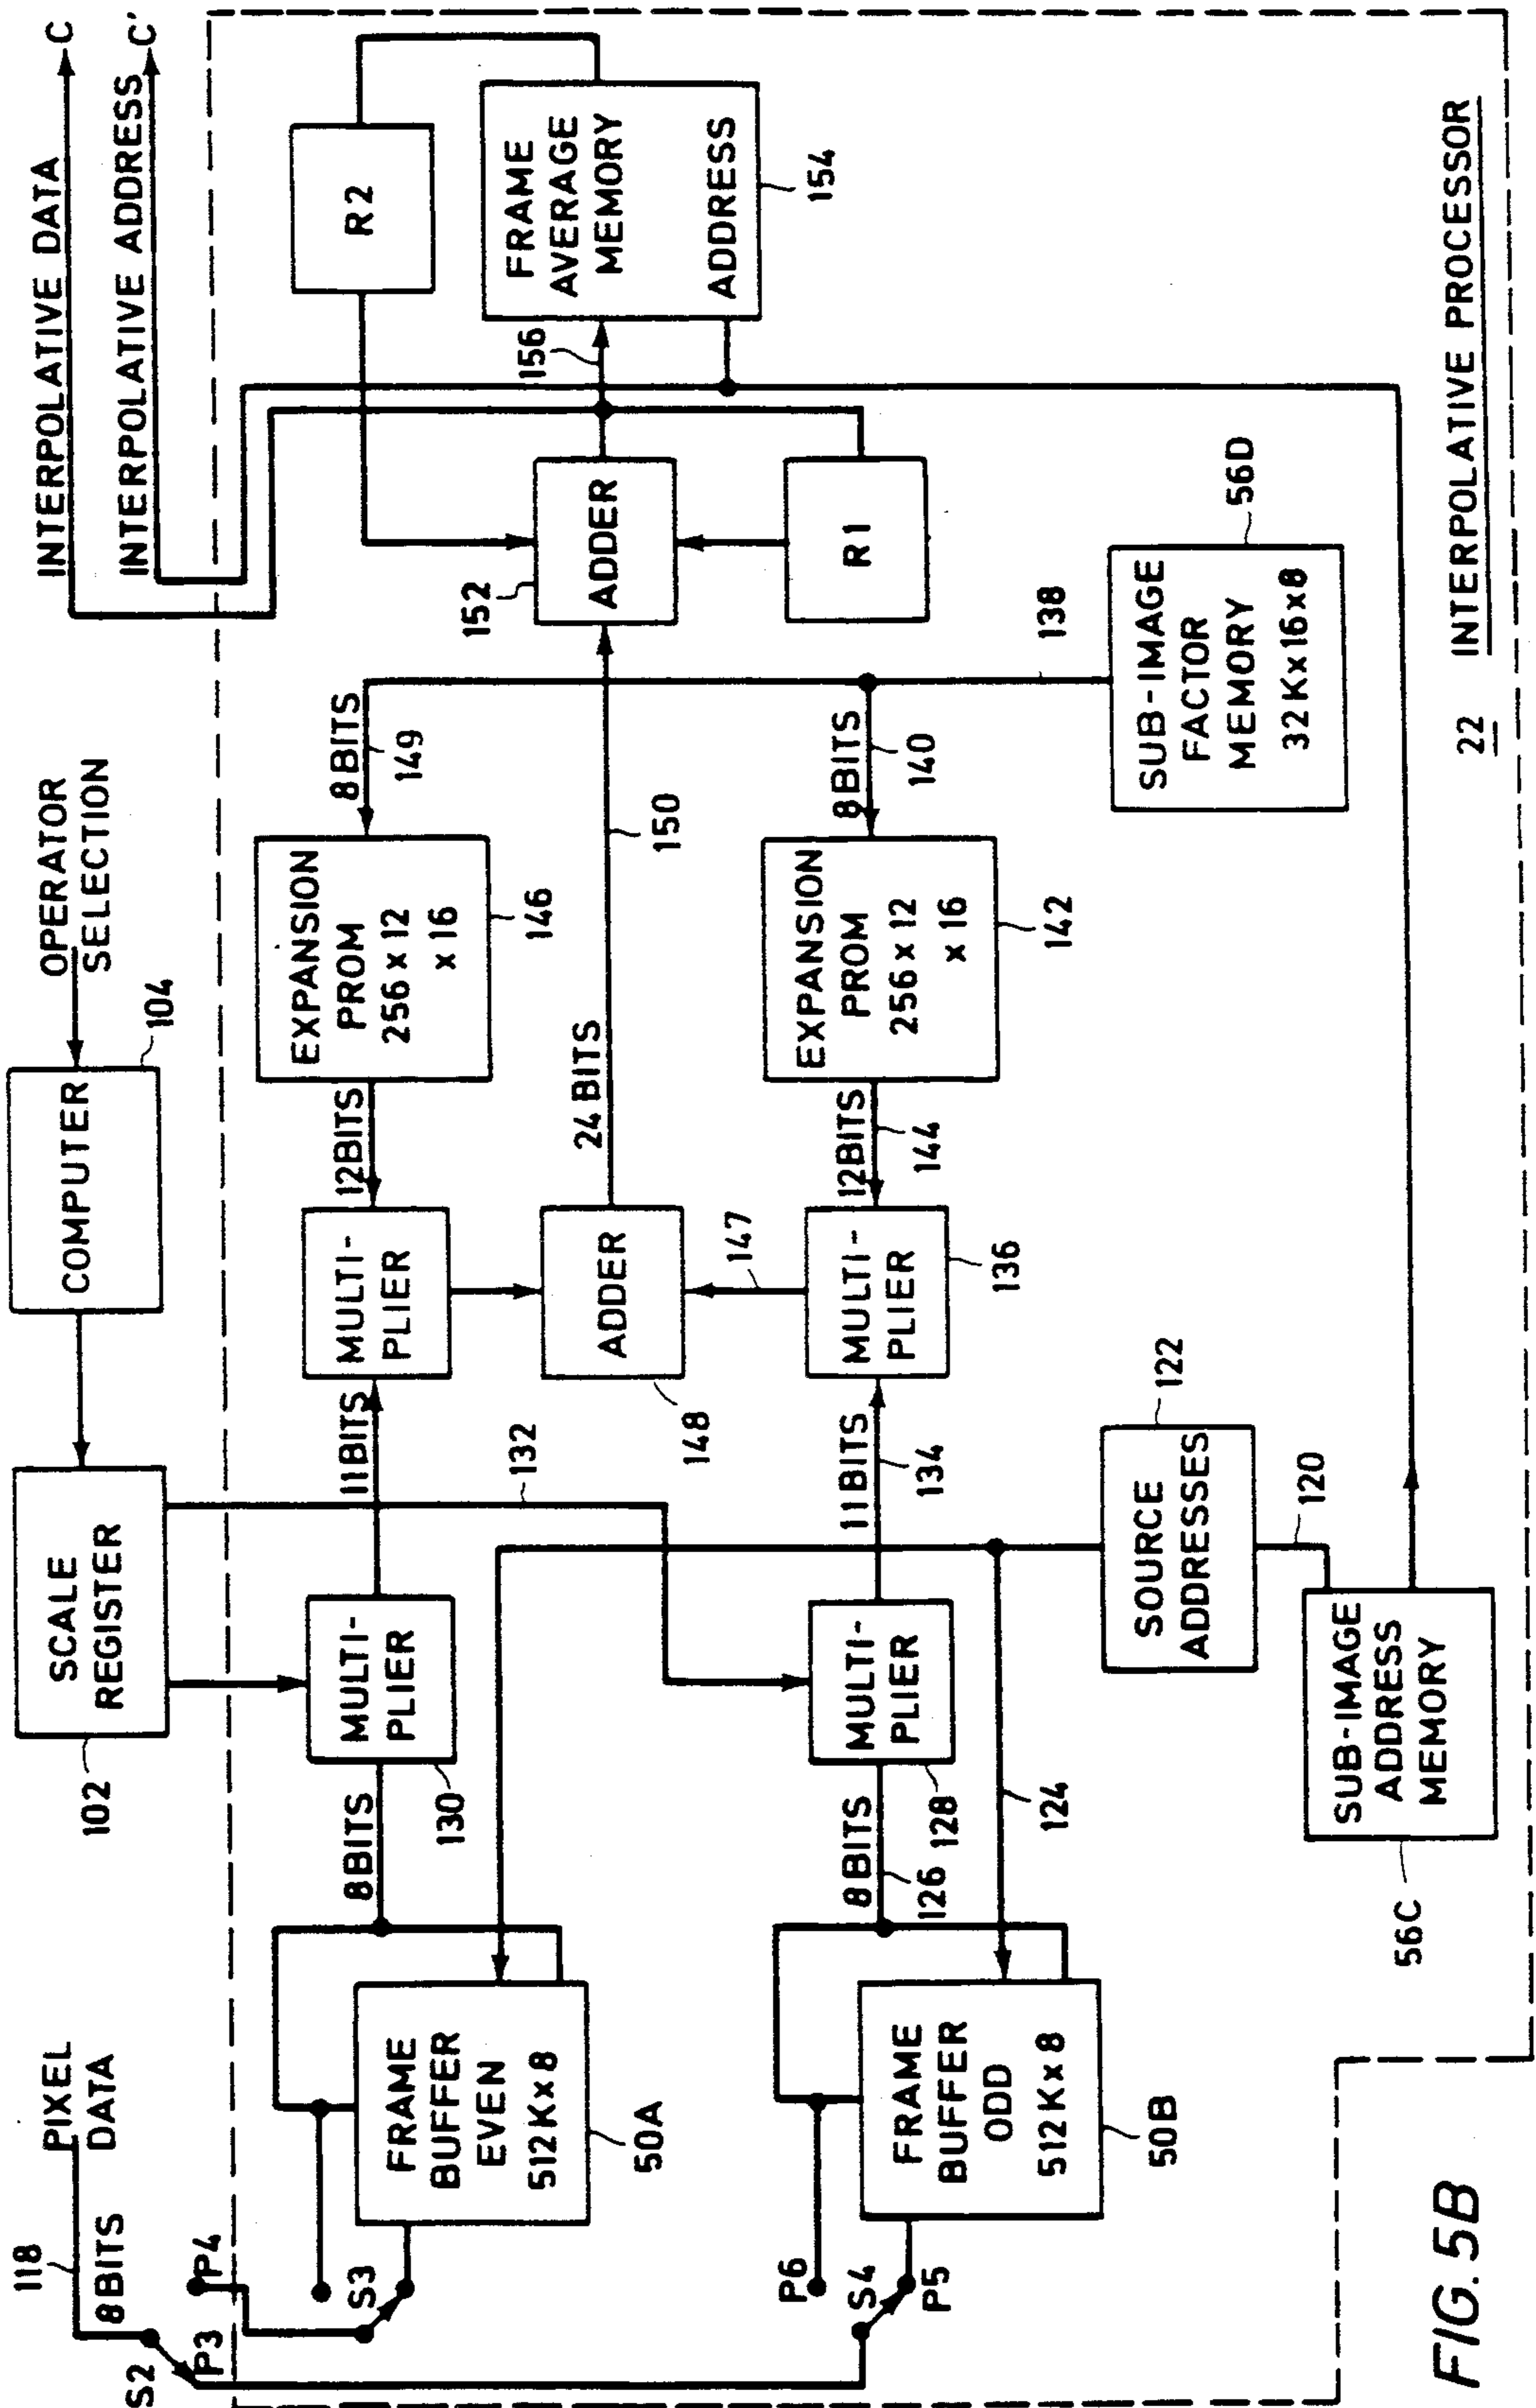 INTERPOLATIVE DATA
C
INTERPOLATIVE ADDRESS
C'
PIXEL
DATA
118
8 BITS
S2
P3
P4
S3
FRAME
BUFFER
EVEN
512K x 8
50A
8 BITS
SCALE
REGISTER
102
COMPUTER
104
OPERATOR
SELECTION
MULTI-
PLIER
130
11 BITS
132
MULTI-
PLIER
12 BITS
EXPANSION
PROM
256 x 12
x 16
146
8 BITS
149
R2
FRAME
AVERAGE
MEMORY
ADDRESS
154
156
ADDER
152
R1
ADDER
148
24 BITS
150
147
P6
S4
P5
FRAME
BUFFER
ODD
512K x 8
50B
8 BITS
126
MULTI-
PLIER
128
11 BITS
134
MULTI-
PLIER
136
12 BITS
144
EXPANSION
PROM
256 x 12
x 16
142
8 BITS
140
138
SUB-IMAGE
FACTOR
MEMORY
32K x 16 x 8
56D
124
SOURCE
ADDRESSES
122
120
SUB-IMAGE
ADDRESS
MEMORY
56C
22
INTERPOLATIVE PROCESSOR
FIG. 5B